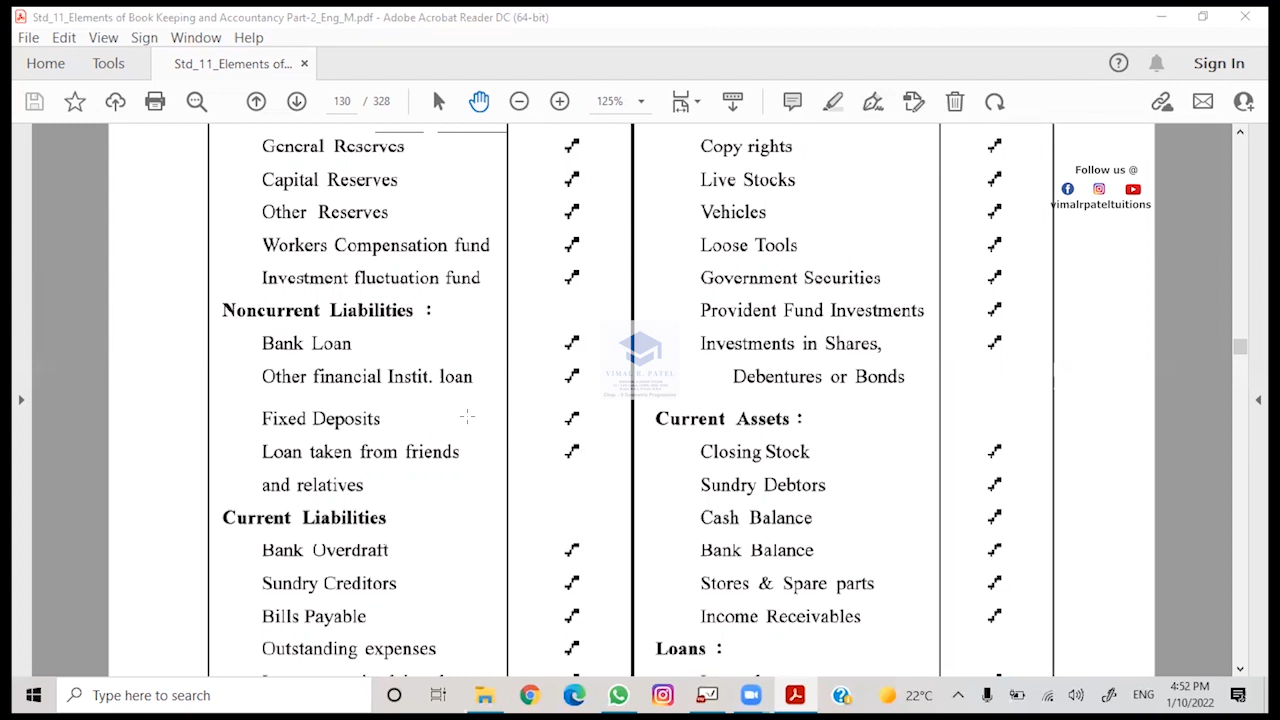 Std_11_Elements of Book Keeping and Accountancy Part-2_Eng_M.pdf - Adobe Acrobat Reader DC (64-bit)
File Edit View Sign Window Help
Home Tools Std_11_Elements of... × Sign In
130 / 328 125%
Follow us @
vimalrpateltuitions
General Reserves
Capital Reserves
Other Reserves
Workers Compensation fund
Investment fluctuation fund
Noncurrent Liabilities :
Bank Loan
Other financial Instit. loan
Fixed Deposits
Loan taken from friends
and relatives
Current Liabilities
Bank Overdraft
Sundry Creditors
Bills Payable
Outstanding expenses
Copy rights
Live Stocks
Vehicles
Loose Tools
Government Securities
Provident Fund Investments
Investments in Shares,
Debentures or Bonds
Current Assets :
Closing Stock
Sundry Debtors
Cash Balance
Bank Balance
Stores & Spare parts
Income Receivables
Loans :
VIMAL R. PATEL
Type here to search
22°C ENG
4:52 PM
1/10/2022